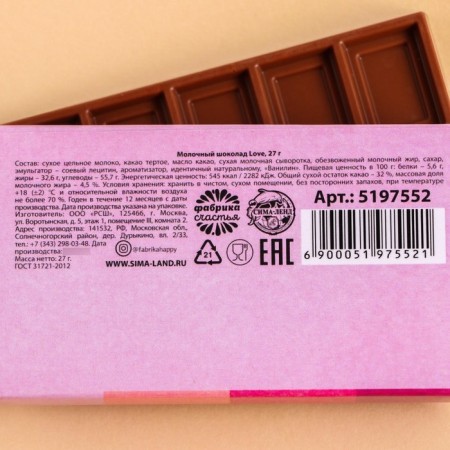 Молочный шоколад Love, 27 г
Состав: сухое цельное молоко, какао тертое, масло какао, сухая молочная сыворотка, обезвоженный молочный жир, сахар,
эмульгатор – соевый лецитин, ароматизатор, идентичный натуральному, «Ванилин». Пищевая ценность в 100 г: белки – 5,6 г,
жиры - 32,6 г, углеводы – 55,7 г. Энергетическая ценность: 545 ккал / 2282 кДж. Общий сухой остаток какао – 32 %, массовая доля
молочного жира – 4,5 %. Условия хранения: хранить в чистом, сухом помещении, без посторонних запахов, при температуре
+18 (±2) °C и относительной влажности воздуха
не более 70 %. Годен в течение 12 месяцев с даты
производства. Дата производства указана на упаковке.
Изготовитель: ООО «РСШ», 125466, г. Москва,
ул. Воротынская, д. 5, этаж 1, помещение III, комната 2.
Адрес производства: 141532, РФ, Московская обл.,
Солнечногорский район, дер. Дурыкино, вл. 2/33,
тел.: +7 (343) 298-03-48. Дата изготовления:
Масса нето: 27 г.
ГОСТ 31721-2012
фабрика
счастья
СИМА-ЛЕНД
Арт.: 5197552
@fabrikahappy
WWW.SIMA-LAND.RU
21
EAC
6 900051 975521